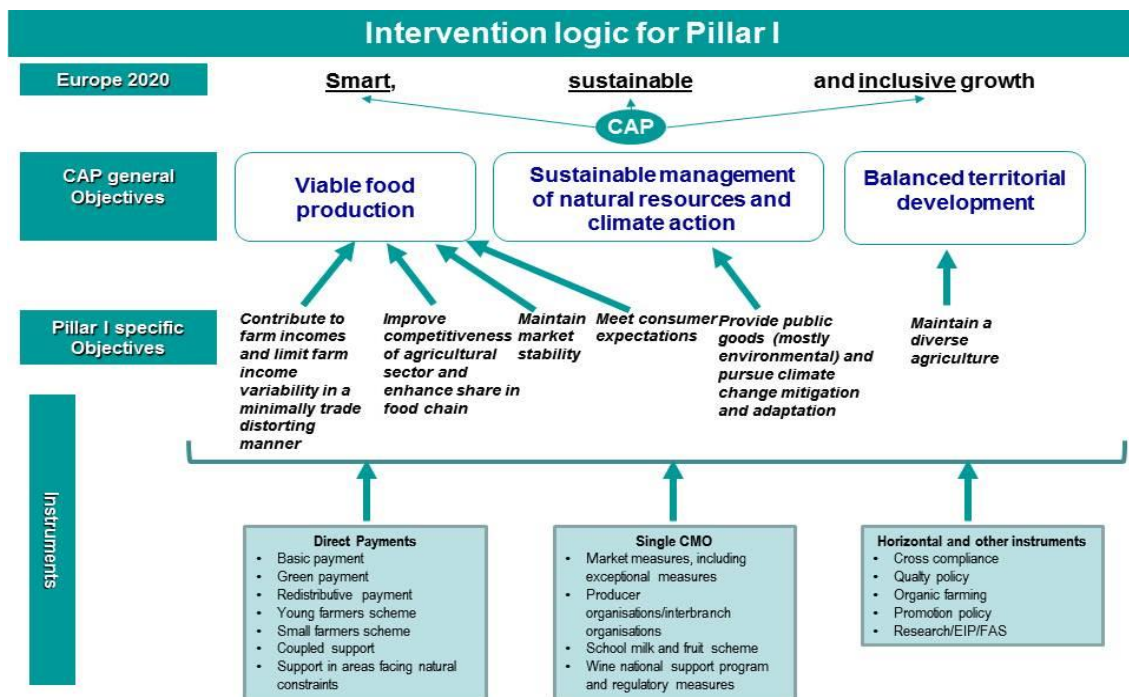 Intervention logic for Pillar I
Europe 2020
Smart,
sustainable
and inclusive growth
CAP
CAP general
Objectives
Viable food
production
Sustainable management
of natural resources and
climate action
Balanced territorial
development
Pillar I specific
Objectives
Contribute to
farm incomes
and limit farm
income
variability in a
minimally trade
distorting
manner
Improve
competitiveness
of agricultural
sector and
enhance share in
food chain
Maintain
market
stability
Meet consumer
expectations
Provide public
goods (mostly
environmental) and
pursue climate
change mitigation
and adaptation
Maintain a
diverse
agriculture
Instruments
Direct Payments
• Basic payment
• Green payment
• Redistributive payment
• Young farmers scheme
• Small farmers scheme
• Coupled support
• Support in areas facing natural
constraints
Single CMO
• Market measures, including
exceptional measures
• Producer
organisations/interbranch
organisations
• School milk and fruit scheme
• Wine national support program
and regulatory measures
Horizontal and other instruments
• Cross compliance
• Qualty policy
• Organic farming
• Promotion policy
• Research/EIP/FAS